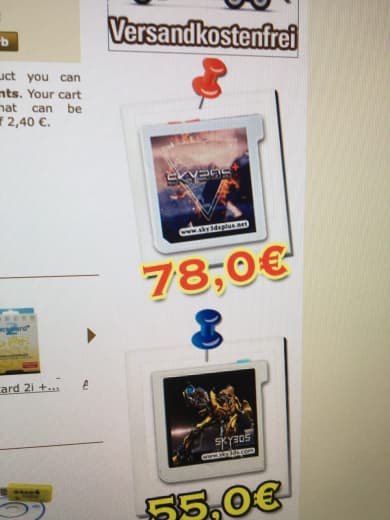 Versandkostenfrei
rb
uct you can
nts. Your cart
hat can be
f 2,40 €.
SKY3DS+
www.sky3dsplus.net
78,0€
ard 2i +...
SKY3DS
www.sky3ds.com
55,0€